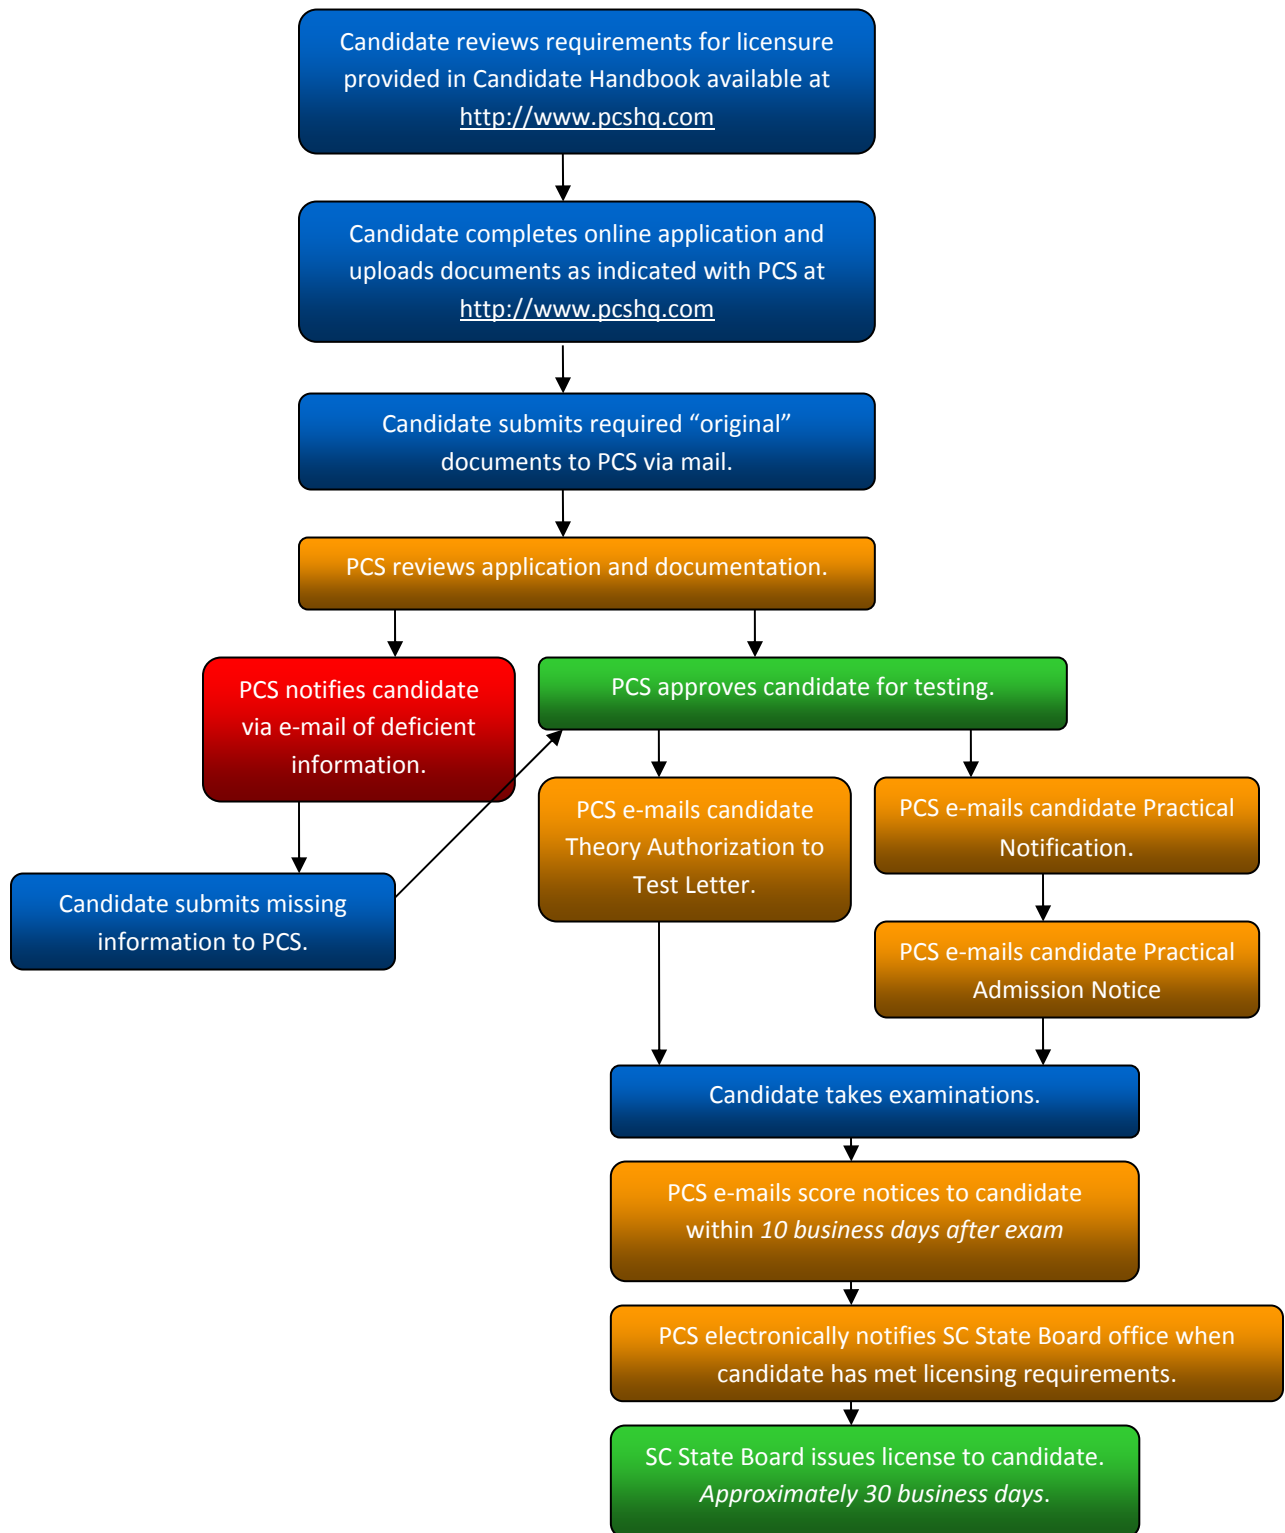 Candidate reviews requirements for licensure
provided in Candidate Handbook available at
http://www.pcshq.com
Candidate completes online application and
uploads documents as indicated with PCS at
http://www.pcshq.com
Candidate submits required “original”
documents to PCS via mail.
PCS reviews application and documentation.
PCS notifies candidate
via e-mail of deficient
information.
PCS approves candidate for testing.
Candidate submits missing
information to PCS.
PCS e-mails candidate
Theory Authorization to
Test Letter.
PCS e-mails candidate Practical
Notification.
PCS e-mails candidate Practical
Admission Notice
Candidate takes examinations.
PCS e-mails score notices to candidate
within 10 business days after exam
PCS electronically notifies SC State Board office when
candidate has met licensing requirements.
SC State Board issues license to candidate.
Approximately 30 business days.